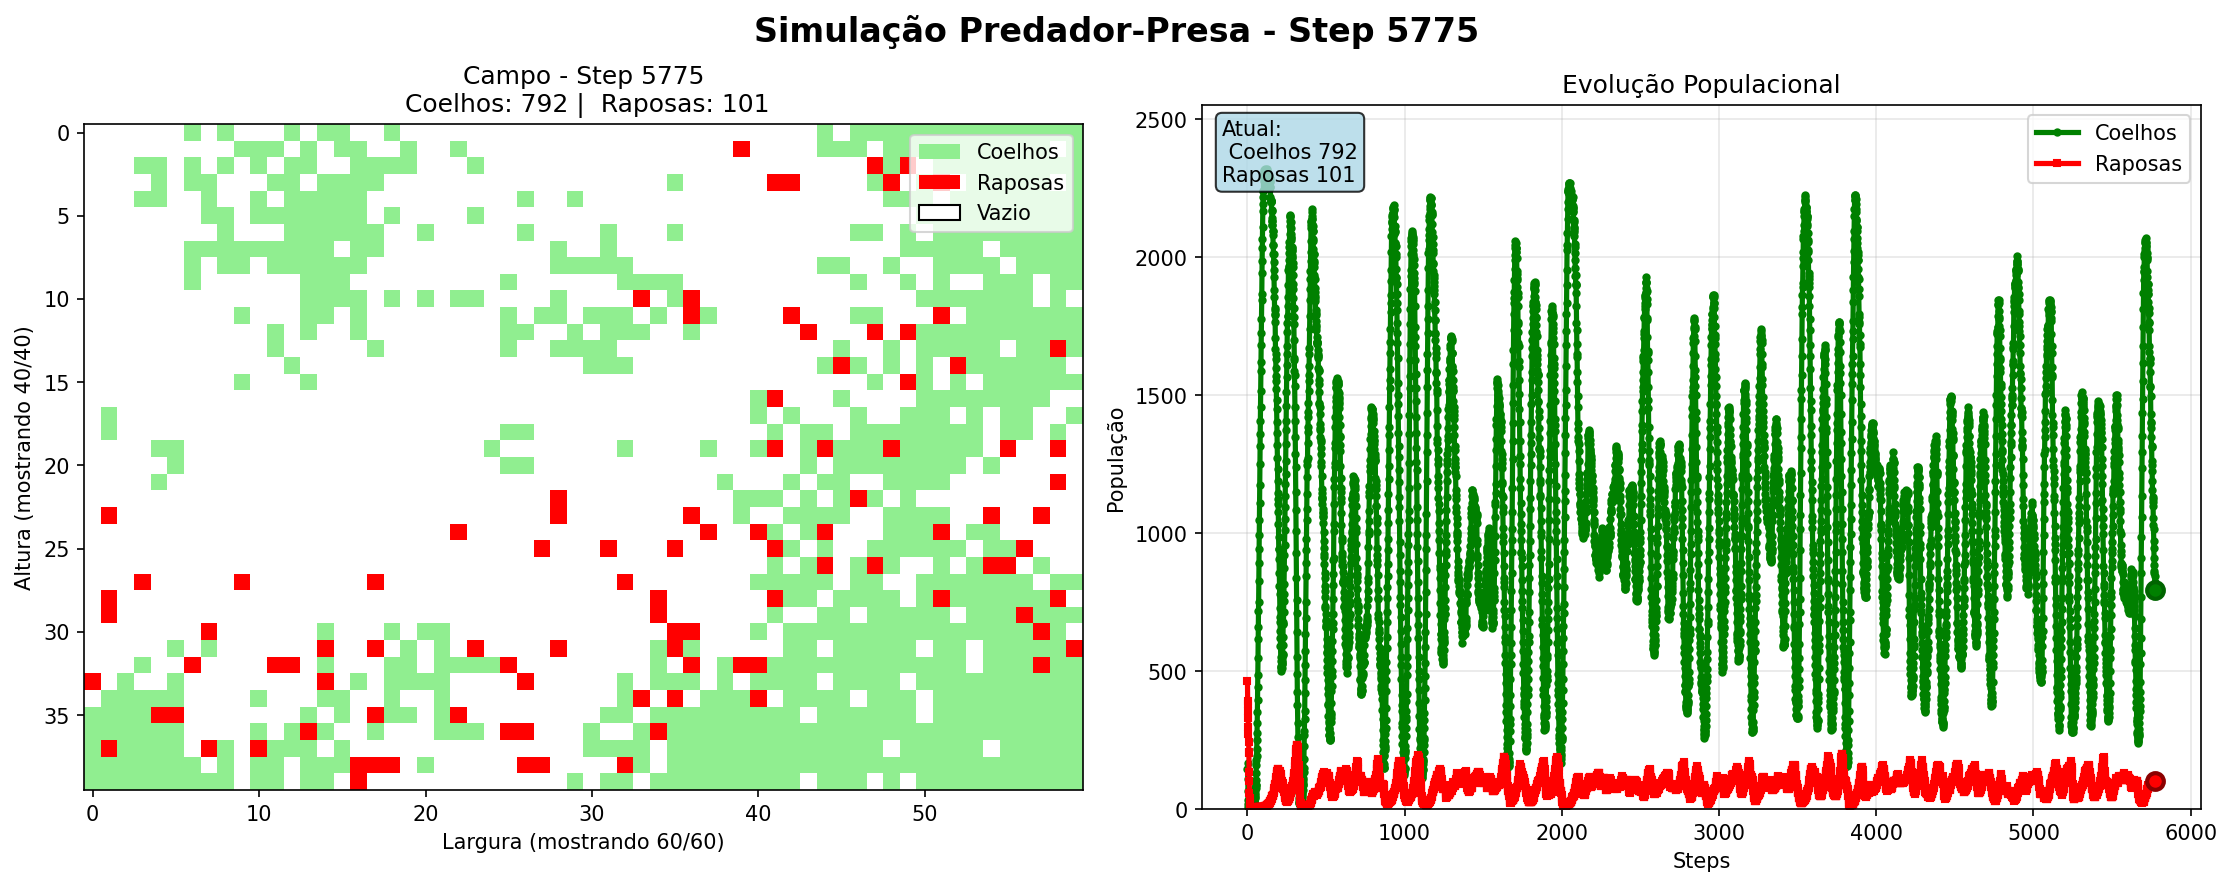 Simulação Predador-Presa - Step 5775
Campo - Step 5775
Coelhos: 792 |  Raposas: 101
Coelhos
Raposas
Vazio
0
5
10
15
20
25
30
35
Altura (mostrando 40/40)
0
10
20
30
40
50
Largura (mostrando 60/60)
Evolução Populacional
Atual:
Coelhos 792
Raposas 101
Coelhos
Raposas
2500
2000
1500
1000
500
0
População
0
1000
2000
3000
4000
5000
6000
Steps